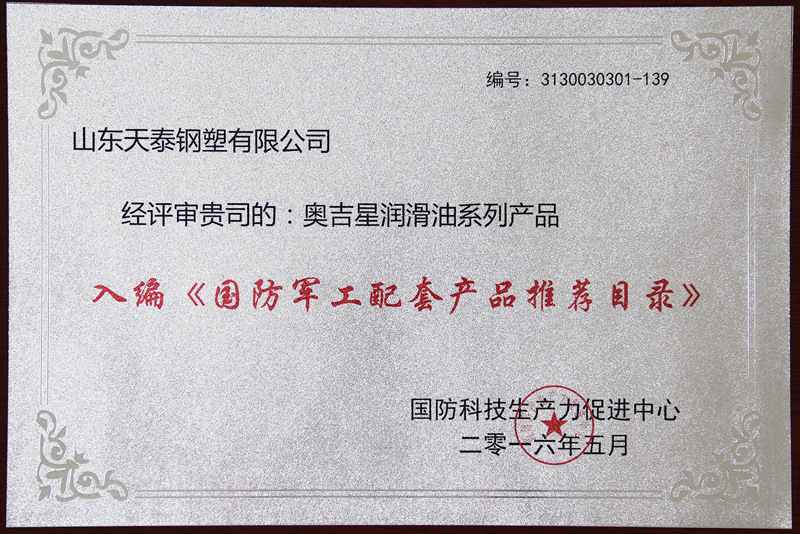 编号：3130030301-139
山东天泰钢塑有限公司
经评审贵司的：奥吉星润滑油系列产品
入编《国防军工配套产品推荐目录》
国防科技生产力促进中心
二零一六年五月